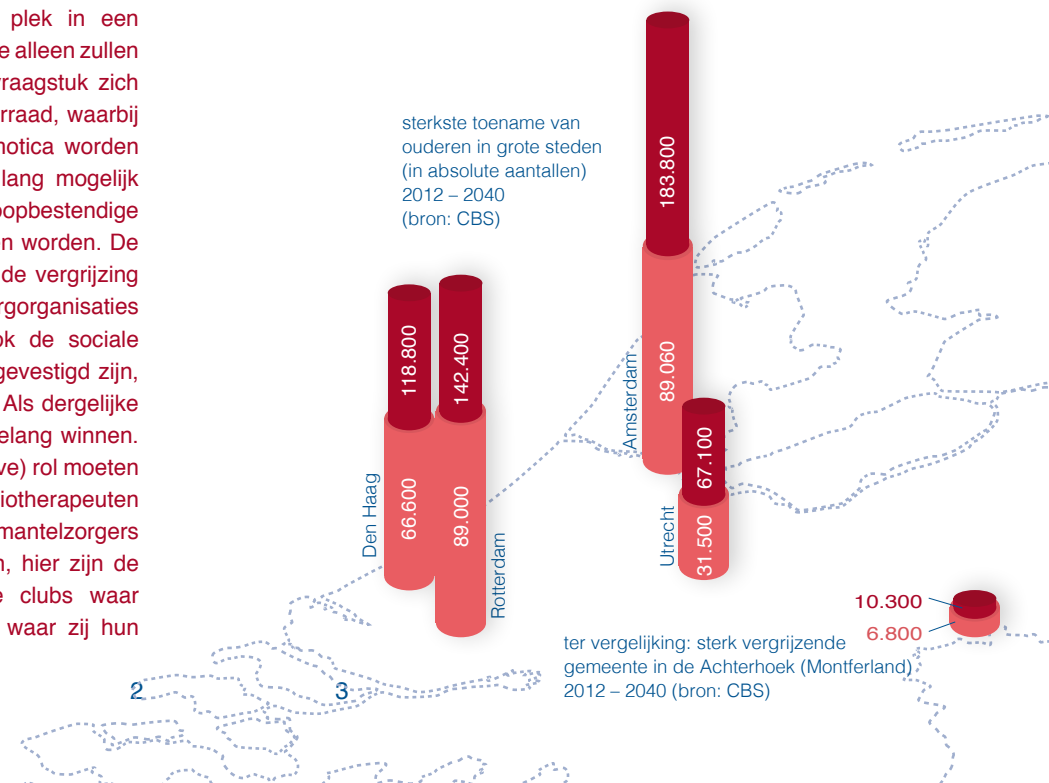 plek in een
e alleen zullen
raagstuk zich
rraad, waarbij
notica worden
lang mogelijk
opbestendige
en worden. De
de vergrijzing
rgorganisaties
ok de sociale
gevestigd zijn,
Als dergelijke
elang winnen.
ve) rol moeten
siotherapeuten
mantelzorgers
n, hier zijn de
e clubs waar
waar zij hun
2
3
sterkste toename van
ouderen in grote steden
(in absolute aantallen)
2012 – 2040
(bron: CBS)
Den Haag
118.800
66.600
142.400
89.000
Rotterdam
Amsterdam
183.800
89.060
Utrecht
67.100
31.500
10.300
6.800
ter vergelijking: sterk vergrijzende
gemeente in de Achterhoek (Montferland)
2012 – 2040 (bron: CBS)